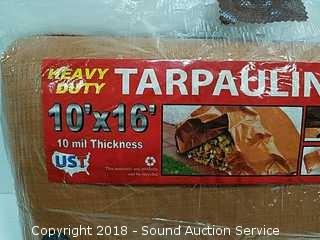 HEAVY
DUTY
TARPAULIN
10'x16'
10 mil Thickness
UST
Copyright 2018 - Sound Auction Service